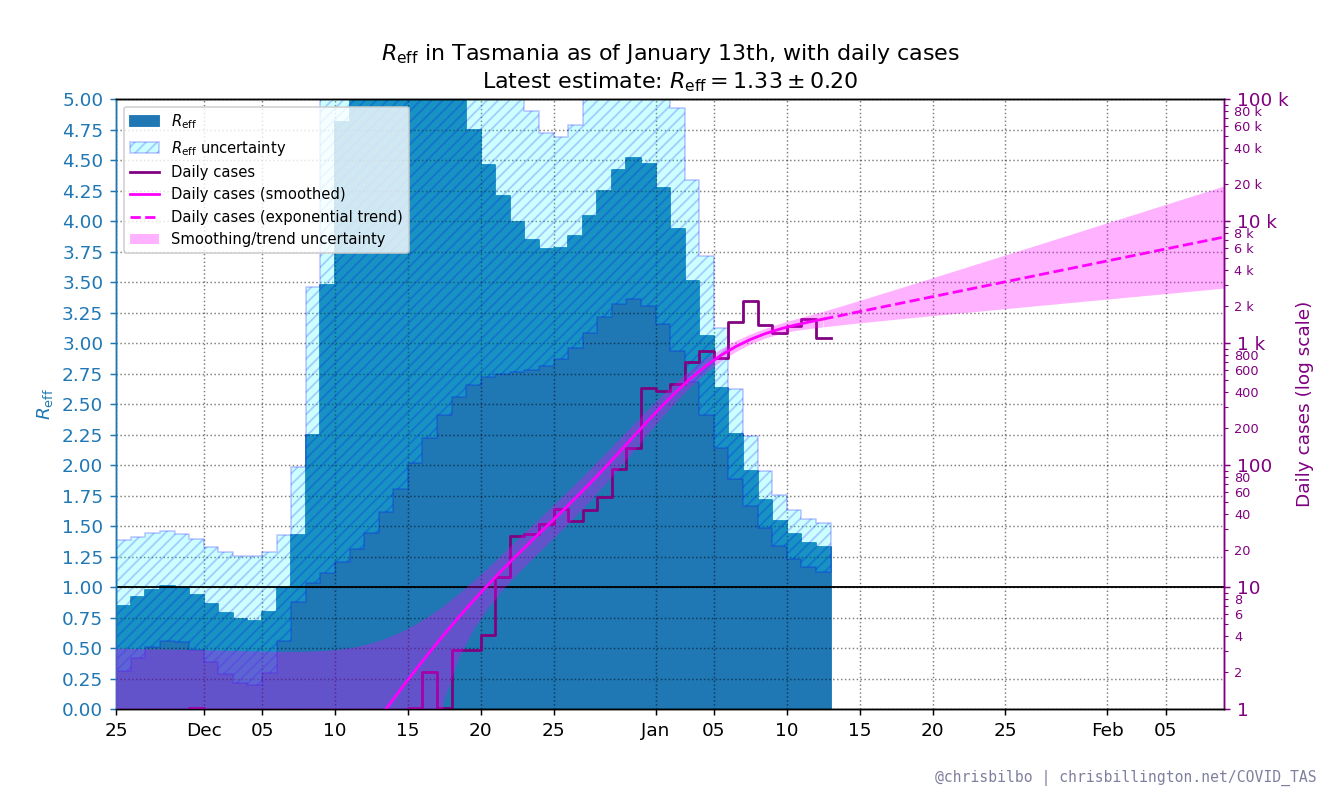 Reff in Tasmania as of January 13th, with daily cases
Latest estimate: Reff = 1.33 ± 0.20
Reff
Reff uncertainty
Daily cases
Daily cases (smoothed)
Daily cases (exponential trend)
Smoothing/trend uncertainty
Reff
5.00
4.75
4.50
4.25
4.00
3.75
3.50
3.25
3.00
2.75
2.50
2.25
2.00
1.75
1.50
1.25
1.00
0.75
0.50
0.25
0.00
100 k
80 k
60 k
40 k
20 k
10 k
8 k
6 k
4 k
2 k
1 k
800
600
400
200
100
80
60
40
20
10
8
6
4
2
1
Daily cases (log scale)
25 Dec 05 10 15 20 25 Jan 05 10 15 20 25 Feb 05
@chrisbilbo | chrisbillington.net/COVID_TAS